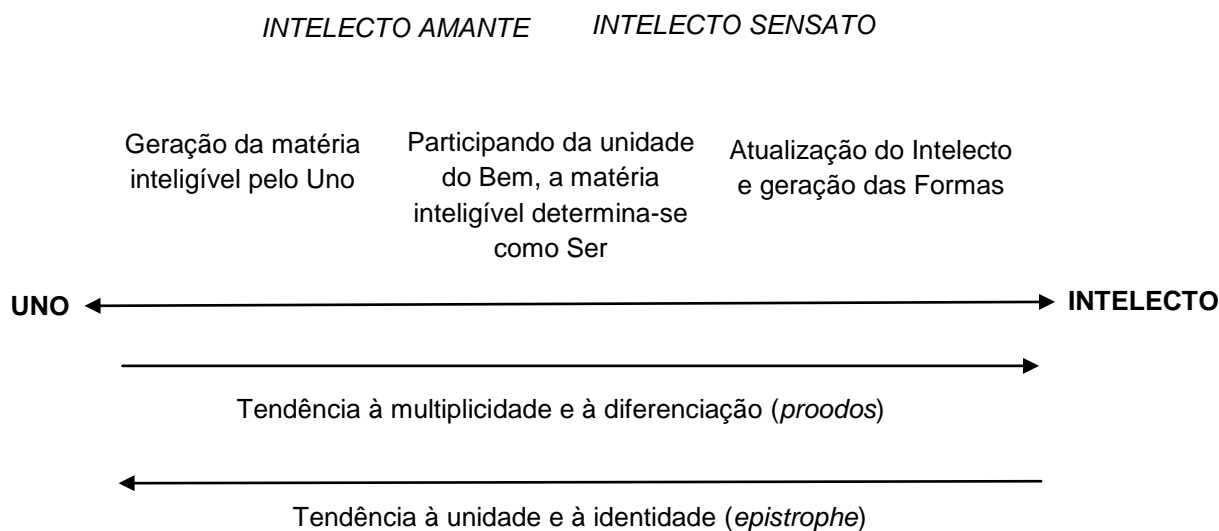 INTELECTO AMANTE INTELECTO SENSATO
Geração da matéria
inteligível pelo Uno
Participando da unidade
do Bem, a matéria
inteligível determina-se
como Ser
Atualização do Intelecto
e geração das Formas
UNO INTELECTO
Tendência à multiplicidade e à diferenciação (proodos)
Tendência à unidade e à identidade (epistrophe)